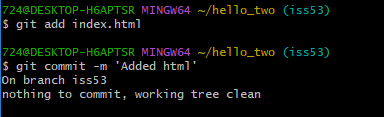 724@DESKTOP-H6APTSR MINGW64 ~/hello_two (iss53)
$ git add index.html
724@DESKTOP-H6APTSR MINGW64 ~/hello_two (iss53)
$ git commit -m 'Added html'
On branch iss53
nothing to commit, working tree clean